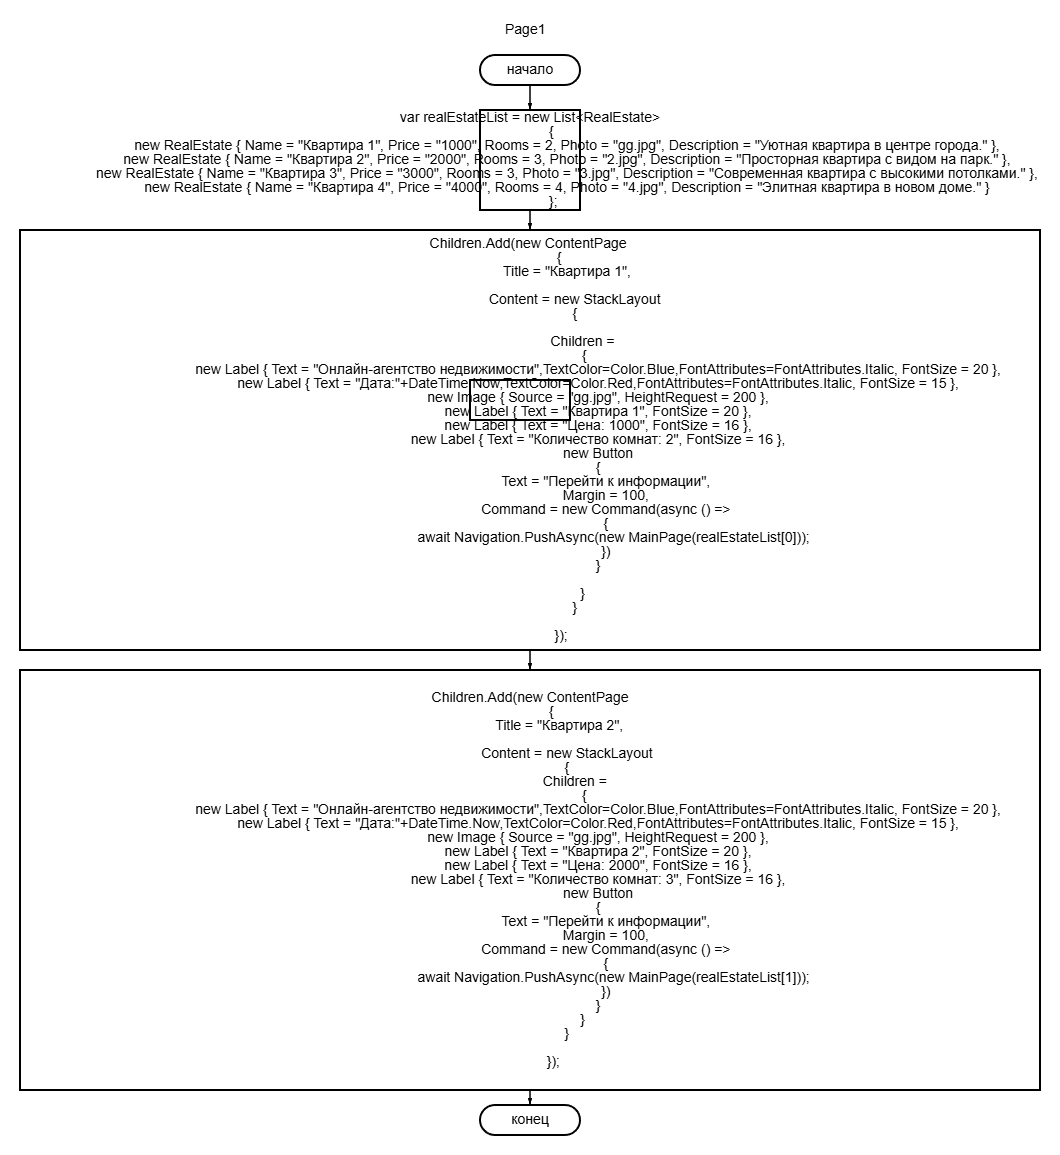 Page1
начало
var realEstateList = new List<RealEstate>
{
new RealEstate { Name = "Квартира 1", Price = "1000", Rooms = 2, Photo = "gg.jpg", Description = "Уютная квартира в центре города." },
new RealEstate { Name = "Квартира 2", Price = "2000", Rooms = 3, Photo = "2.jpg", Description = "Просторная квартира с видом на парк." },
new RealEstate { Name = "Квартира 3", Price = "3000", Rooms = 3, Photo = "3.jpg", Description = "Современная квартира с высокими потолками." },
new RealEstate { Name = "Квартира 4", Price = "4000", Rooms = 4, Photo = "4.jpg", Description = "Элитная квартира в новом доме." }
};
Children.Add(new ContentPage
{
Title = "Квартира 1",
Content = new StackLayout
{
Children =
{
new Label { Text = "Онлайн-агентство недвижимости",TextColor=Color.Blue,FontAttributes=FontAttributes.Italic, FontSize = 20 },
new Label { Text = "Дата:"+DateTime.Now,TextColor=Color.Red,FontAttributes=FontAttributes.Italic, FontSize = 15 },
new Image { Source = "gg.jpg", HeightRequest = 200 },
new Label { Text = "Квартира 1", FontSize = 20 },
new Label { Text = "Цена: 1000", FontSize = 16 },
new Label { Text = "Количество комнат: 2", FontSize = 16 },
new Button
{
Text = "Перейти к информации",
Margin = 100,
Command = new Command(async () =>
{
await Navigation.PushAsync(new MainPage(realEstateList[0]));
})
}
}
}
});
Children.Add(new ContentPage
{
Title = "Квартира 2",
Content = new StackLayout
{
Children =
{
new Label { Text = "Онлайн-агентство недвижимости",TextColor=Color.Blue,FontAttributes=FontAttributes.Italic, FontSize = 20 },
new Label { Text = "Дата:"+DateTime.Now,TextColor=Color.Red,FontAttributes=FontAttributes.Italic, FontSize = 15 },
new Image { Source = "gg.jpg", HeightRequest = 200 },
new Label { Text = "Квартира 2", FontSize = 20 },
new Label { Text = "Цена: 2000", FontSize = 16 },
new Label { Text = "Количество комнат: 3", FontSize = 16 },
new Button
{
Text = "Перейти к информации",
Margin = 100,
Command = new Command(async () =>
{
await Navigation.PushAsync(new MainPage(realEstateList[1]));
})
}
}
}
});
конец